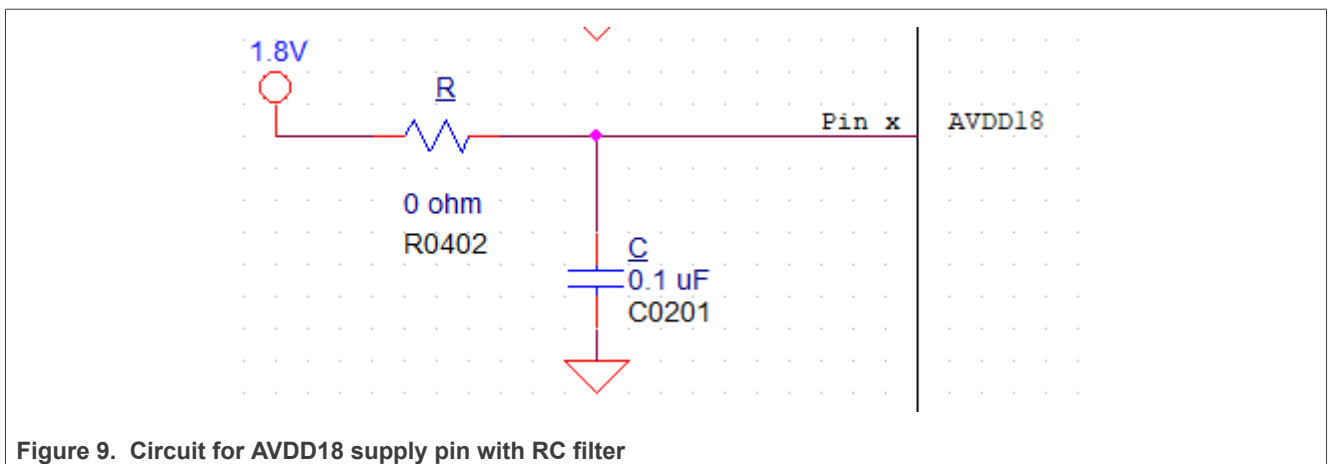 1.8V
R
Pin x AVDD18
0 ohm
R0402
C
0.1 uF
C0201
Figure 9. Circuit for AVDD18 supply pin with RC filter